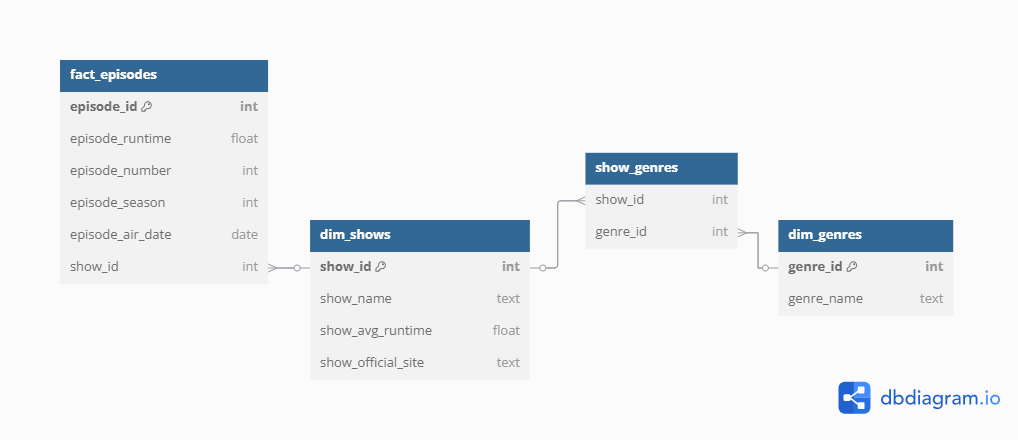 fact_episodes
episode_id int
episode_runtime float
episode_number int
episode_season int
episode_air_date date
show_id int
dim_shows
show_id int
show_name text
show_avg_runtime float
show_official_site text
show_genres
show_id int
genre_id int
dim_genres
genre_id int
genre_name text
dbdiagram.io